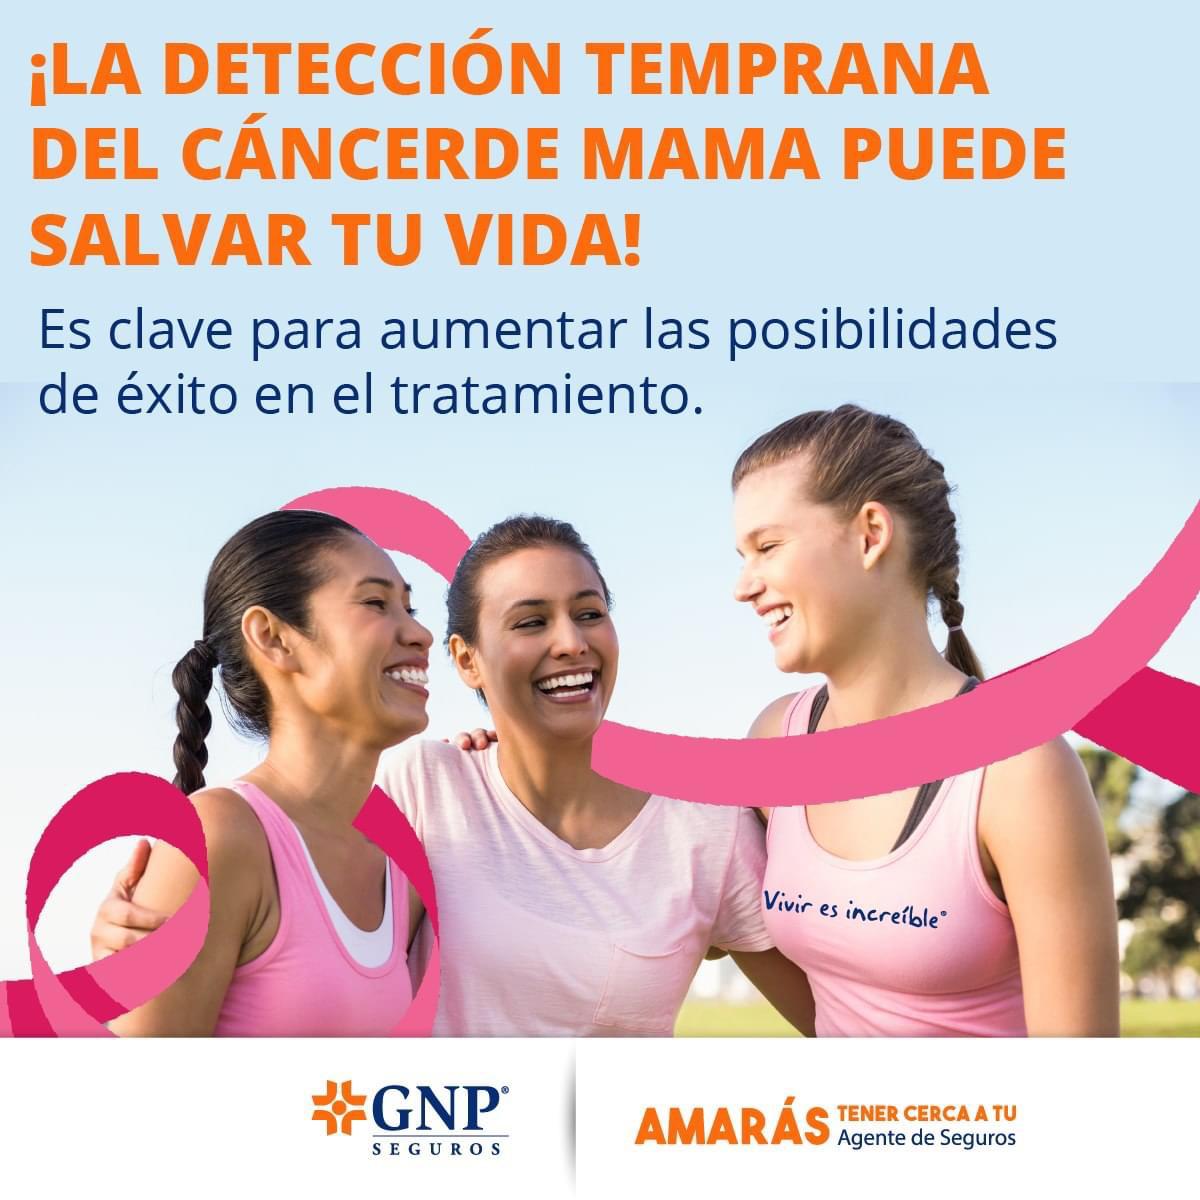 ¡LA DETECCIÓN TEMPRANA
DEL CÁNCERDE MAMA PUEDE
SALVAR TU VIDA!
Es clave para aumentar las posibilidades
de éxito en el tratamiento.
Vivir es increíble®
GNP®
SEGUROS
AMARÁS TENER CERCA A TU
Agente de Seguros